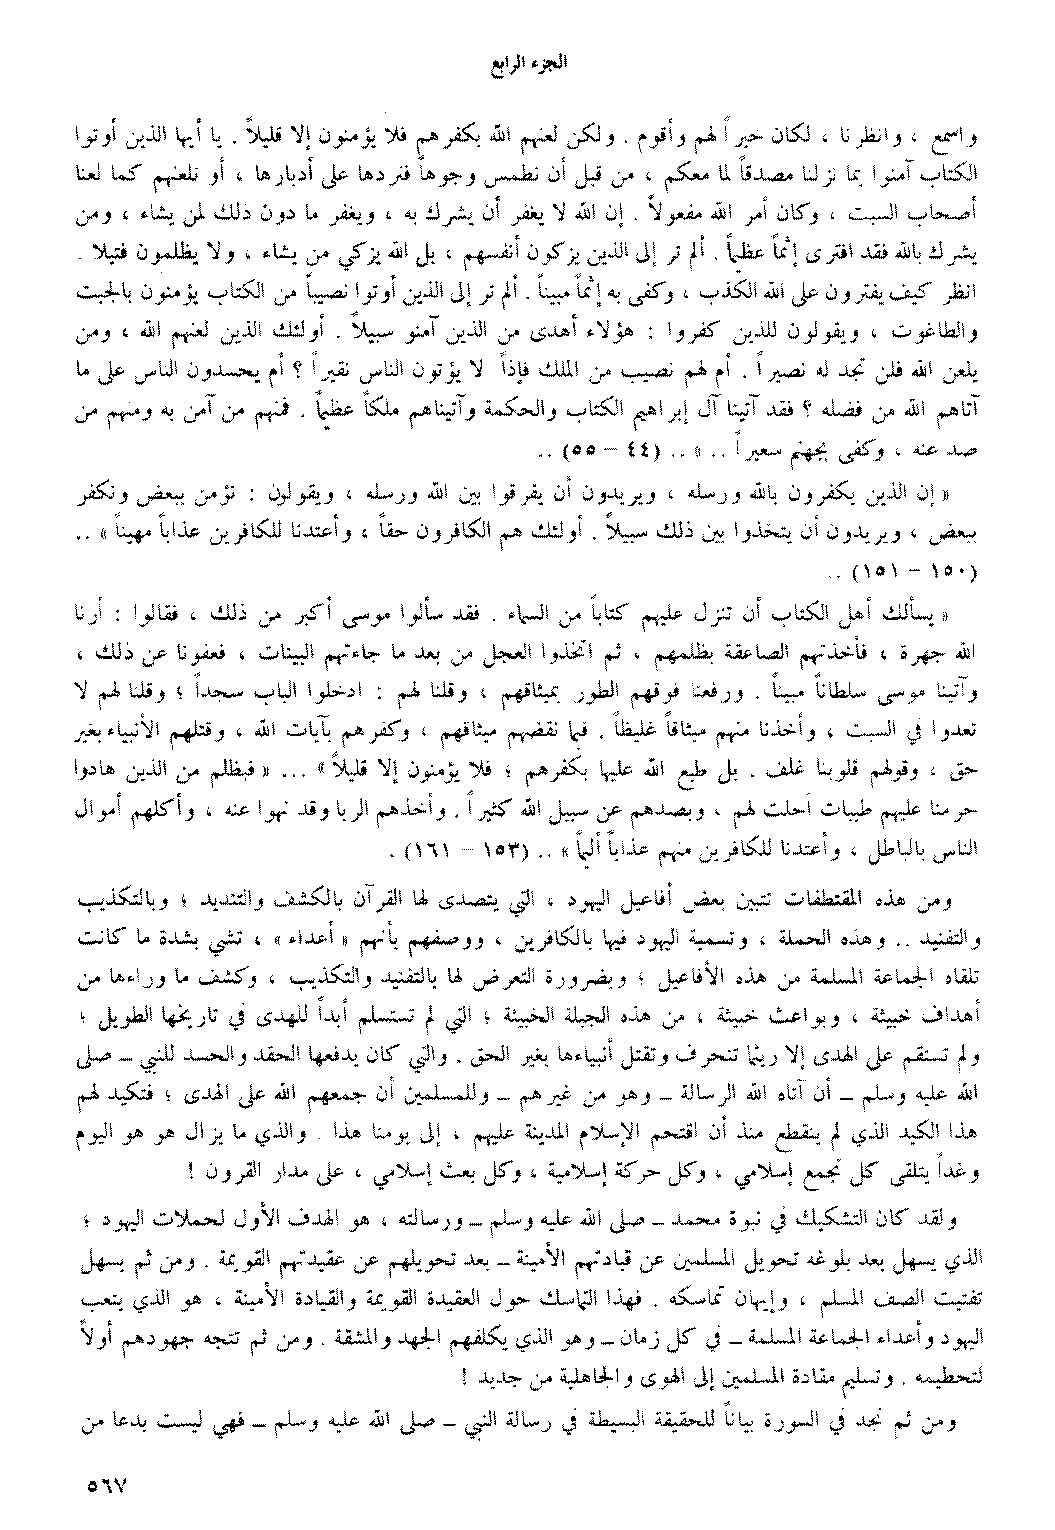 الجزء الرابع
واسمع ، وانظرنا ، لكان خيراً لهم وأقوم . ولكن لعنهم الله بكفرهم فلا يؤمنون إلا قليلاً . يا أيها الذين أوتوا
الكتاب آمنوا بما نزلنا مصدقاً لما معكم ، من قبل أن نطمس وجوهاً فنردها على أدبارها ، أو نلعنهم كما لعنا
أصحاب السبت ، وكان أمر الله مفعولاً . إن الله لا يغفر أن يشرك به ، ويغفر ما دون ذلك لمن يشاء ، ومن
يشرك بالله فقد افترى إثماً عظيماً . ألم تر إلى الذين يزكون أنفسهم ، بل الله يزكي من يشاء ، ولا يظلمون فتيلا .
انظر كيف يفترون على الله الكذب ، وكفى به إثماً مبيناً . ألم تر إلى الذين أوتوا نصيباً من الكتاب يؤمنون بالجبت
والطاغوت ، ويقولون للذين كفروا : هؤلاء أهدى من الذين آمنو سبيلاً . أولئك الذين لعنهم الله ، ومن
يلعن الله فلن تجد له نصيراً . أم لهم نصيب من الملك فإذاً لا يؤتون الناس نقيراً ؟ أم يحسدون الناس على ما
آتاهم الله من فضله ؟ فقد آتينا آل إبراهيم الكتاب والحكمة وآتيناهم ملكاً عظيماً . فمنهم من آمن به ومنهم من
صد عنه ، وكفى بجهنم سعيراً .. » .. (٤٤ – ٥٥) ..
« إن الذين يكفرون بالله ورسله ، ويريدون أن يفرقوا بين الله ورسله ، ويقولون : نؤمن ببعض ونكفر
ببعض ، ويريدون أن يتخذوا بين ذلك سبيلاً . أولئك هم الكافرون حقاً ، وأعتدنا للكافرين عذاباً مهيناً » ..
(١٥٠ – ١٥١) ..
« يسألك أهل الكتاب أن تنزل عليهم كتاباً من السماء . فقد سألوا موسى أكبر من ذلك ، فقالوا : أرنا
الله جهرة ، فأخذتهم الصاعقة بظلمهم ، ثم اتخذوا العجل من بعد ما جاءتهم البينات ، فعفونا عن ذلك ،
وآتينا موسى سلطاناً مبيناً . ورفعنا فوقهم الطور بميثاقهم ، وقلنا لهم : ادخلوا الباب سجداً ؛ وقلنا لهم لا
تعدوا في السبت ، وأخذنا منهم ميثاقاً غليظاً . فبما نقضهم ميثاقهم ، وكفرهم بآيات الله ، وقتلهم الأنبياء بغير
حق ، وقولهم قلوبنا غلف . بل طبع الله عليها بكفرهم ؛ فلا يؤمنون إلا قليلاً » ... « فبظلم من الذين هادوا
حرمنا عليهم طيبات أحلت لهم ، وبصدهم عن سبيل الله كثيراً . وأخذهم الربا وقد نهوا عنه ، وأكلهم أموال
الناس بالباطل ، وأعتدنا للكافرين منهم عذاباً أليماً » .. (١٥٣ – ١٦١) .
ومن هذه المقتطفات تتبين بعض أفاعيل اليهود ، التي يتصدى لها القرآن بالكشف والتنديد ؛ وبالتكذيب
والتفنيد .. وهذه الحملة ، وتسمية اليهود فيها بالكافرين ، ووصفهم بأنهم « أعداء » ، تشي بشدة ما كانت
تلقاه الجماعة المسلمة من هذه الأفاعيل ؛ وبضرورة التعرض لها بالتفنيد والتكذيب ، وكشف ما وراءها من
أهداف خبيثة ، وبواعث خبيثة ، من هذه الجبلة الخبيثة ؛ التي لم تستسلم أبداً للهدى في تاريخها الطويل ؛
ولم تستقم على الهدى إلا ريثما تنحرف وتقتل أنبياءها بغير الحق . والتي كان يدفعها الحقد والحسد للنبي – صلى
الله عليه وسلم – أن آتاه الله الرسالة – وهو من غيرهم – وللمسلمين أن جمعهم الله على الهدى ؛ فتكيد لهم
هذا الكيد الذي لم ينقطع منذ أن اقتحم الإسلام المدينة عليهم ، إلى يومنا هذا . والذي ما يزال هو هو اليوم
وغداً يتلقى كل تجمع إسلامي ، وكل حركة إسلامية ، وكل بعث إسلامي ، على مدار القرون !
ولقد كان التشكيك في نبوة محمد – صلى الله عليه وسلم – ورسالته ، هو الهدف الأول لحملات اليهود ؛
الذي يسهل بعد بلوغه تحويل المسلمين عن قيادتهم الأمينة – بعد تحويلهم عن عقيدتهم القويمة . ومن ثم يسهل
تفتيت الصف المسلم ، وإيهان تماسكه . فهذا التماسك حول العقيدة القويمة والقيادة الأمينة ، هو الذي يتعب
اليهود وأعداء الجماعة المسلمة – في كل زمان – وهو الذي يكلفهم الجهد والمشقة . ومن ثم تتجه جهودهم أولاً
لتحطيمه . وتسليم مقادة المسلمين إلى الهوى والجاهلية من جديد !
ومن ثم نجد في السورة بياناً للحقيقة البسيطة في رسالة النبي – صلى الله عليه وسلم – فهي ليست بدعا من
٥٦٧